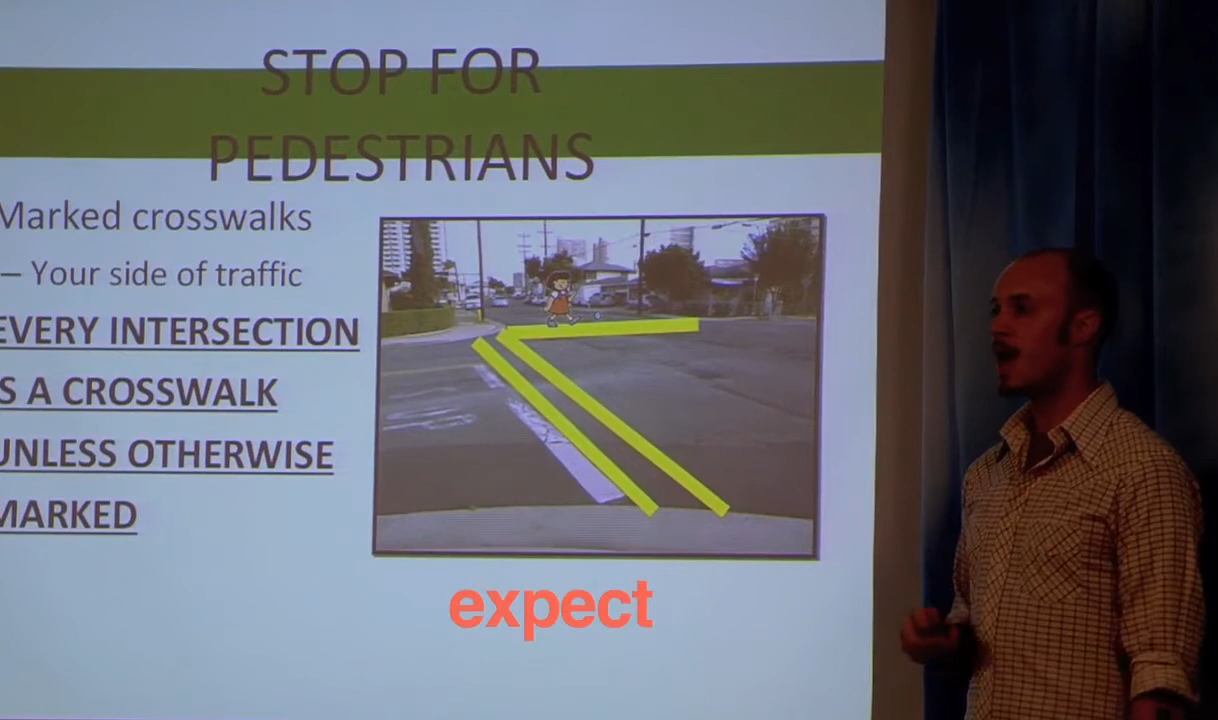 STOP FOR
PEDESTRIANS
Marked crosswalks
– Your side of traffic
EVERY INTERSECTION
S A CROSSWALK
UNLESS OTHERWISE
MARKED
expect